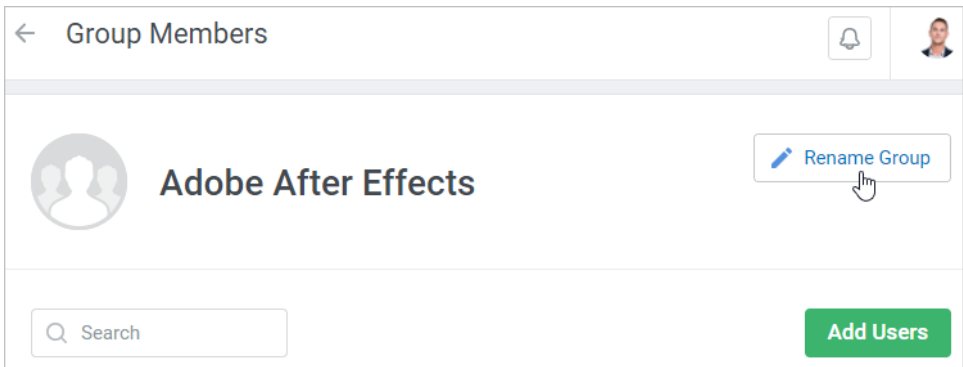 Group Members
Rename Group
Adobe After Effects
Search
Add Users